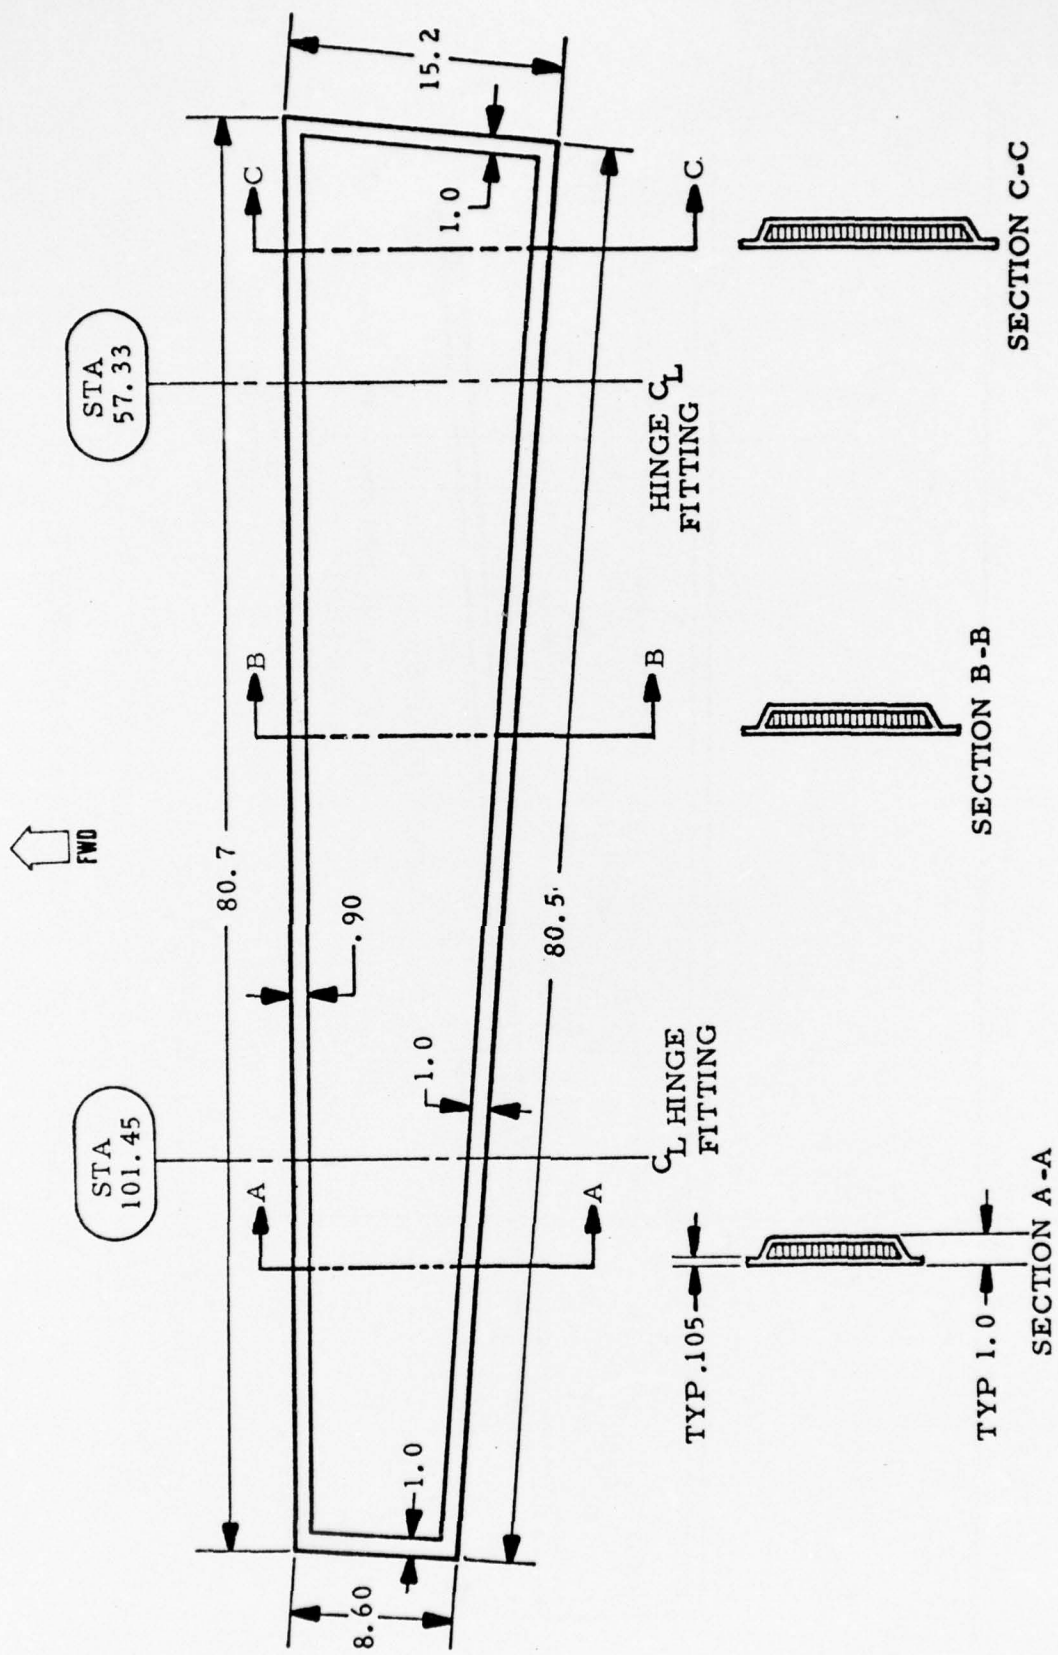 FWD
STA
101.45
STA
57.33
80.7
A
B
C
.90
1.0
15.2
8.60
1.0
1.0
80.5
A
B
C
C L HINGE
FITTING
HINGE C L
FITTING
TYP .105
TYP 1.0
SECTION A-A
SECTION B-B
SECTION C-C